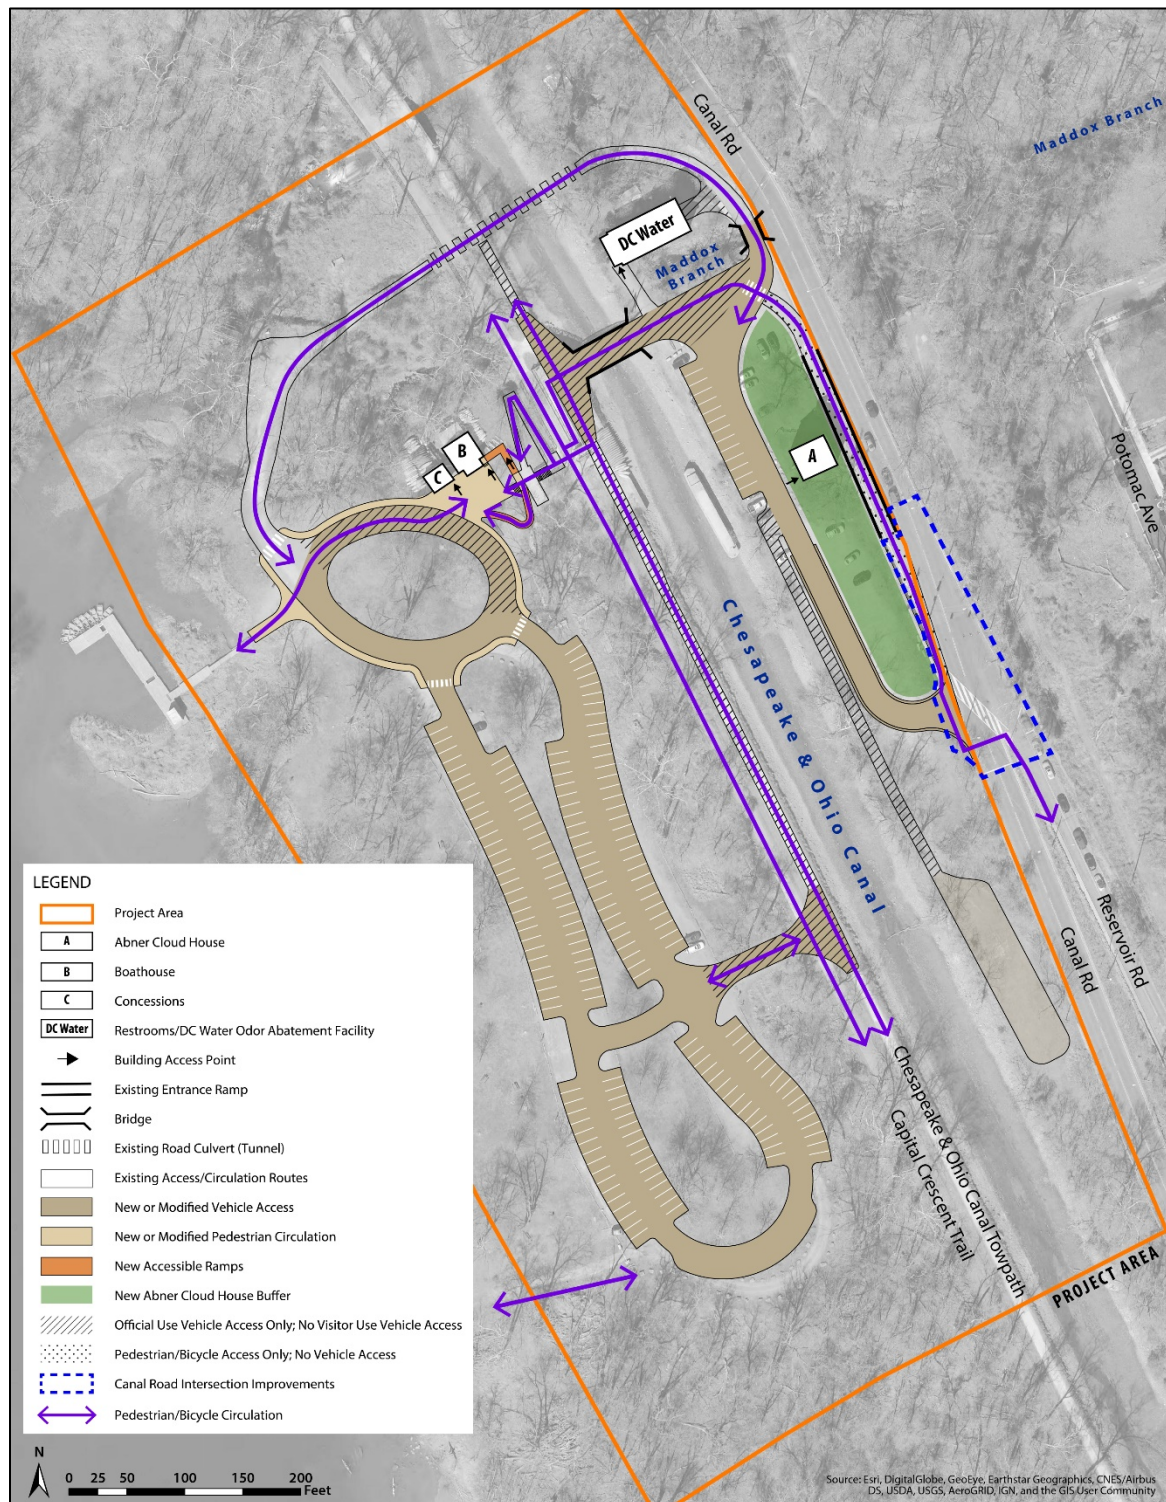 Canal Rd
Maddox Branch
DC Water
Maddox
Branch
A
B
C
Potomac Ave
Chesapeake & Ohio Canal
Reservoir Rd
Canal Rd
Chesapeake & Ohio Canal Towpath
Capital Crescent Trail
PROJECT AREA
LEGEND
Project Area
A Abner Cloud House
B Boathouse
C Concessions
DC Water Restrooms/DC Water Odor Abatement Facility
Building Access Point
Existing Entrance Ramp
Bridge
Existing Road Culvert (Tunnel)
Existing Access/Circulation Routes
New or Modified Vehicle Access
New or Modified Pedestrian Circulation
New Accessible Ramps
New Abner Cloud House Buffer
Official Use Vehicle Access Only; No Visitor Use Vehicle Access
Pedestrian/Bicycle Access Only; No Vehicle Access
Canal Road Intersection Improvements
Pedestrian/Bicycle Circulation
N
0 25 50 100 150 200
Feet
Source: Esri, DigitalGlobe, GeoEye, Earthstar Geographics, CNES/Airbus
DS, USDA, USGS, AeroGRID, IGN, and the GIS User Community